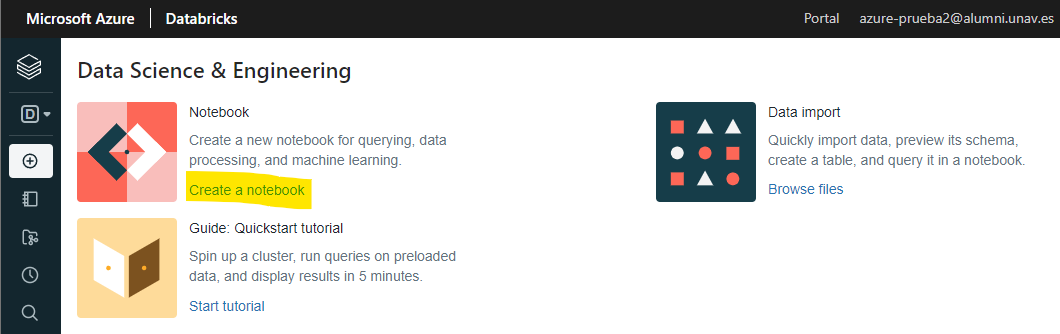 Microsoft Azure Databricks Portal azure-prueba2@alumni.unav.es
D
Data Science & Engineering
Notebook
Create a new notebook for querying, data
processing, and machine learning.
Create a notebook
Data import
Quickly import data, preview its schema,
create a table, and query it in a notebook.
Browse files
Guide: Quickstart tutorial
Spin up a cluster, run queries on preloaded
data, and display results in 5 minutes.
Start tutorial